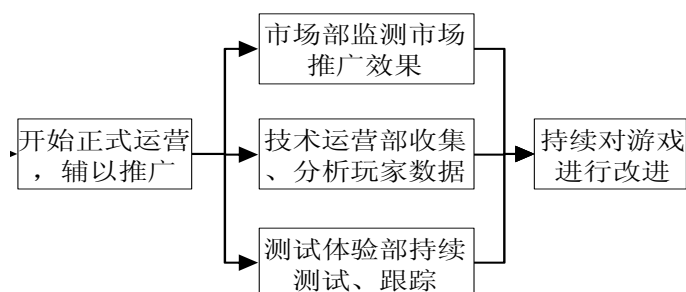 市场部监测市场
推广效果
开始正式运营
，辅以推广
技术运营部收集
、分析玩家数据
持续对游戏
进行改进
测试体验部持续
测试、跟踪